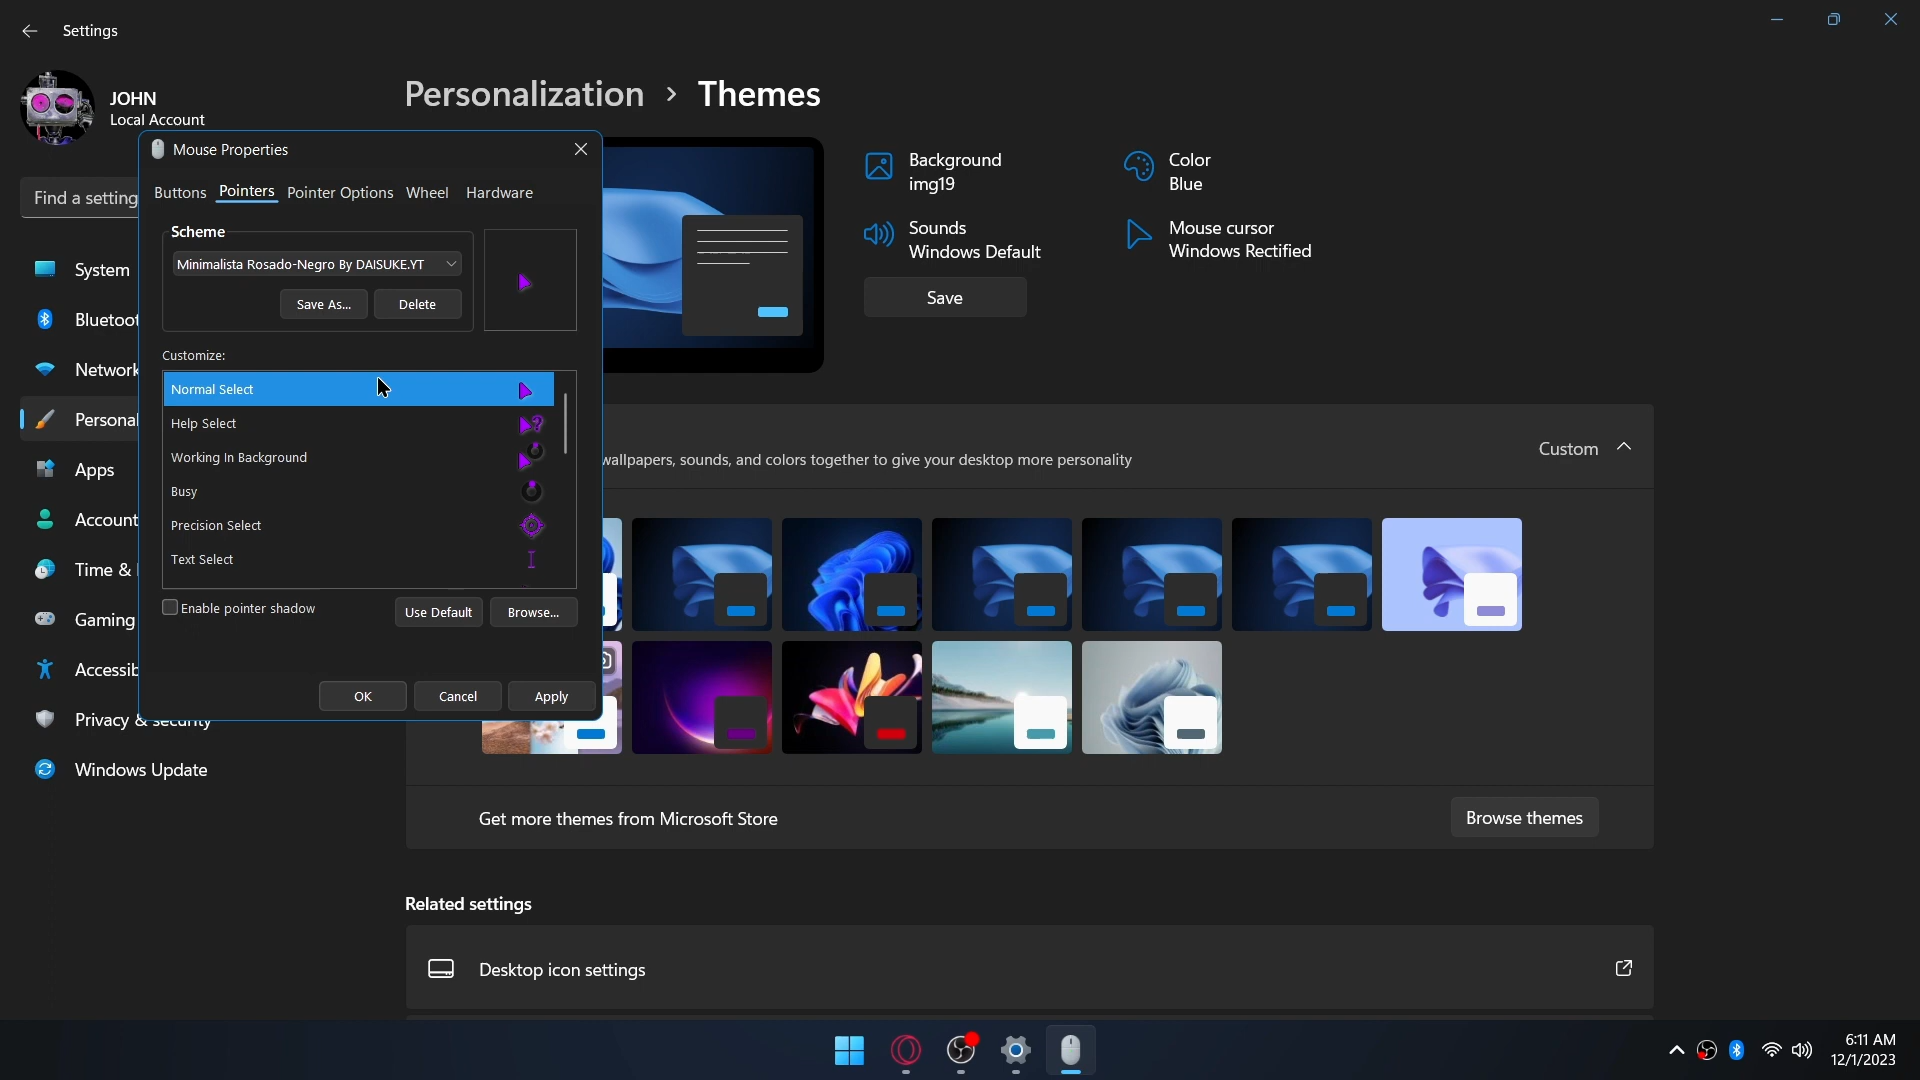 Settings
JOHN
Local Account
Find a setting
System
Bluetoot
Network
Personal
Apps
Account
Time &
Gaming
Accessib
Privacy & security
Windows Update
Personalization > Themes
Mouse Properties
Buttons Pointers Pointer Options Wheel Hardware
Scheme
Minimalista Rosado-Negro By DAISUKE.YT
Save As... Delete
Customize:
Normal Select
Help Select
Working In Background
Busy
Precision Select
Text Select
Enable pointer shadow
Use Default Browse...
OK Cancel Apply
Background
img19
Color
Blue
Sounds
Windows Default
Mouse cursor
Windows Rectified
Save
wallpapers, sounds, and colors together to give your desktop more personality
Custom
Get more themes from Microsoft Store
Browse themes
Related settings
Desktop icon settings
6:11 AM
12/1/2023